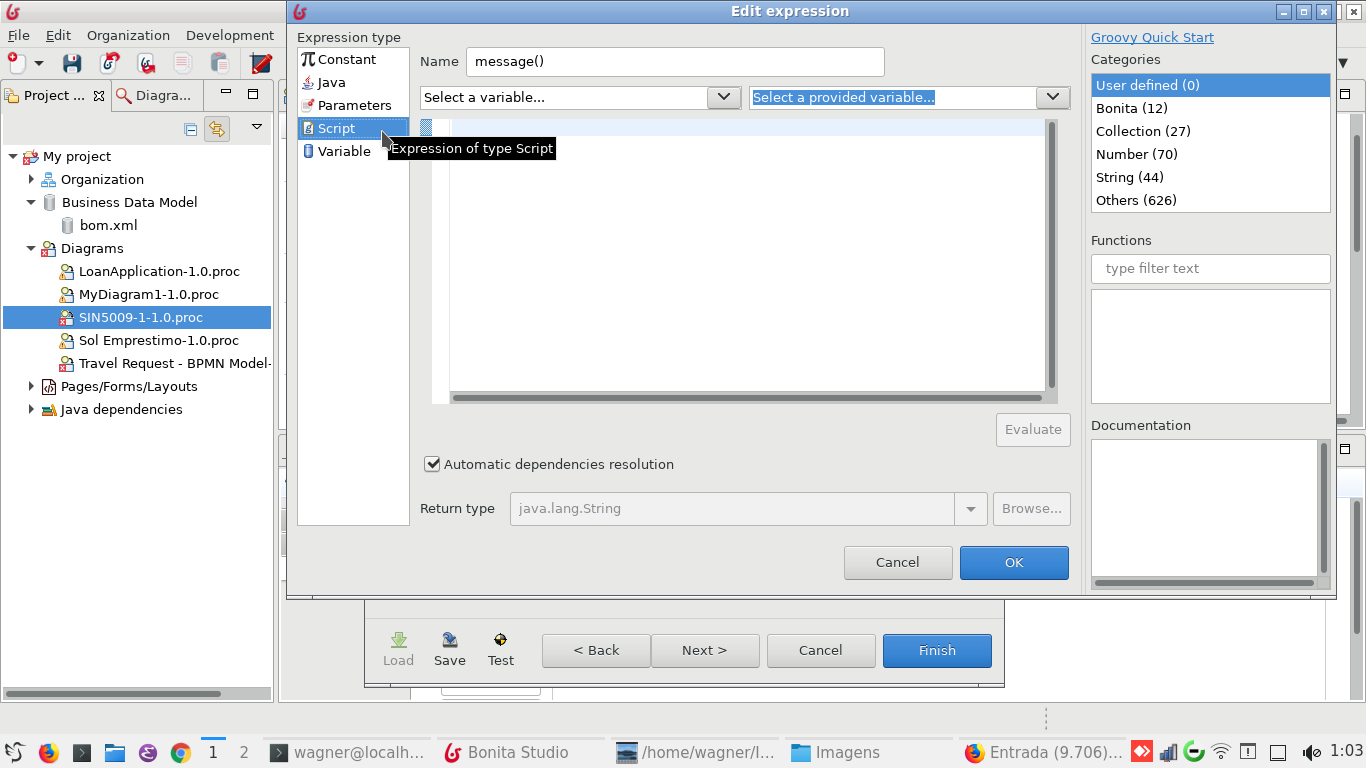 Edit expression
File Edit Organization Development
Project ... Diagra...
My project
Organization
Business Data Model
bom.xml
Diagrams
LoanApplication-1.0.proc
MyDiagram1-1.0.proc
SIN5009-1-1.0.proc
Sol Emprestimo-1.0.proc
Travel Request - BPMN Model-
Pages/Forms/Layouts
Java dependencies
Expression type
Constant
Java
Parameters
Script
Variable
Expression of type Script
Name message()
Select a variable... Select a provided variable...
Evaluate
Automatic dependencies resolution
Return type java.lang.String Browse...
Cancel OK
Groovy Quick Start
Categories
User defined (0)
Bonita (12)
Collection (27)
Number (70)
String (44)
Others (626)
Functions
type filter text
Documentation
Load Save Test < Back Next > Cancel Finish
1 2 wagner@localh... Bonita Studio /home/wagner/I... Imagens Entrada (9.706)... 1:03